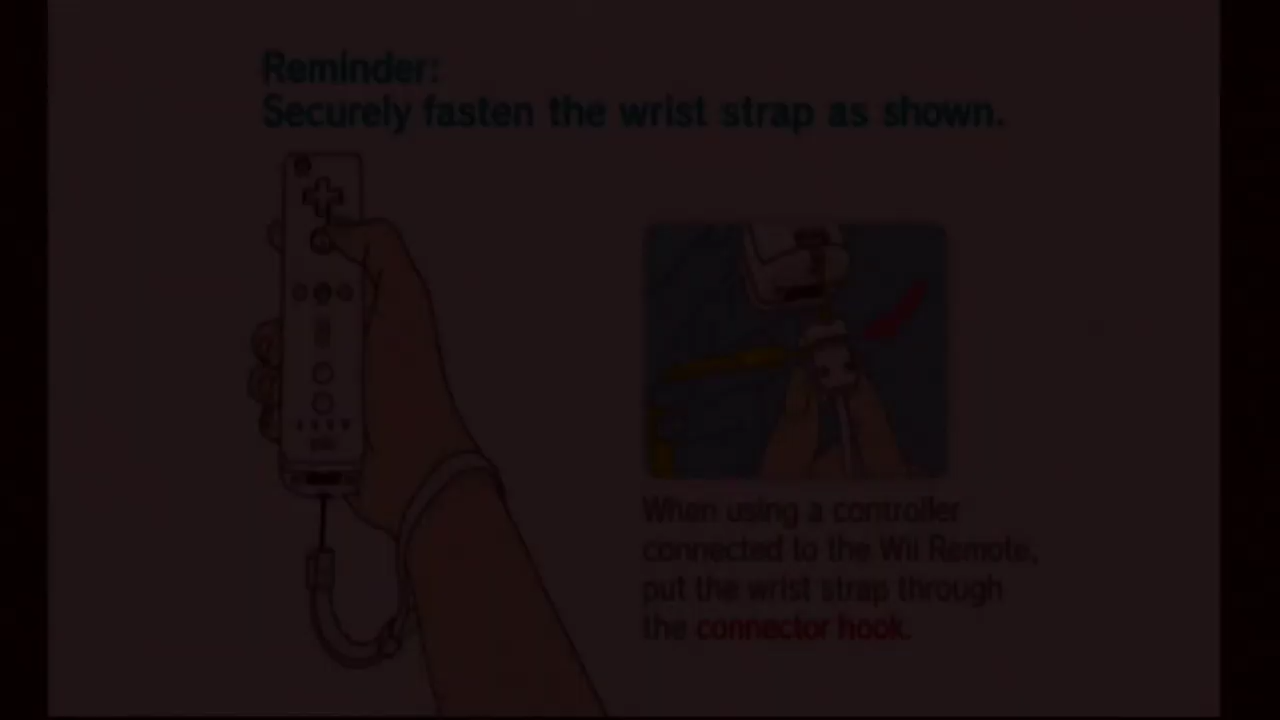 Reminder:
Securely fasten the wrist strap as shown.
When using a controller
connected to the Wii Remote,
put the wrist strap through
the connector hook.